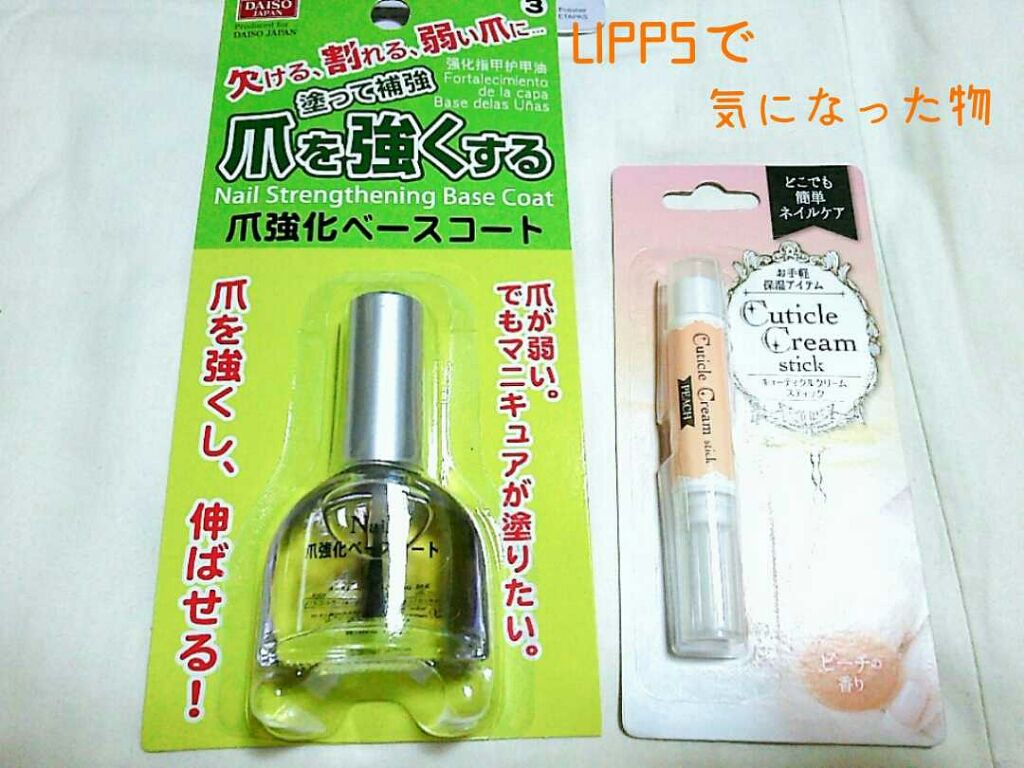 DAISO
JAPAN
Produced for
DAISO JAPAN
3
欠ける、割れる、弱い爪に…
塗って補強
强化指甲护甲油
Fortalecimiento
de la capa
Base delas Uñas
爪を強くする
Nail Strengthening Base Coat
爪強化ベースコート
爪が弱い。
でもマニキュアが塗りたい。
爪を強くし、伸ばせる!
Nail
爪強化ベースコート
LIPPSで
気になった物
どこでも
簡単
ネイルケア
お手軽
保湿アイテム
Cuticle
Cream
stick
キューティクルクリーム
スティック
Cuticle Cream stick
PEACH
ピーチの
香り